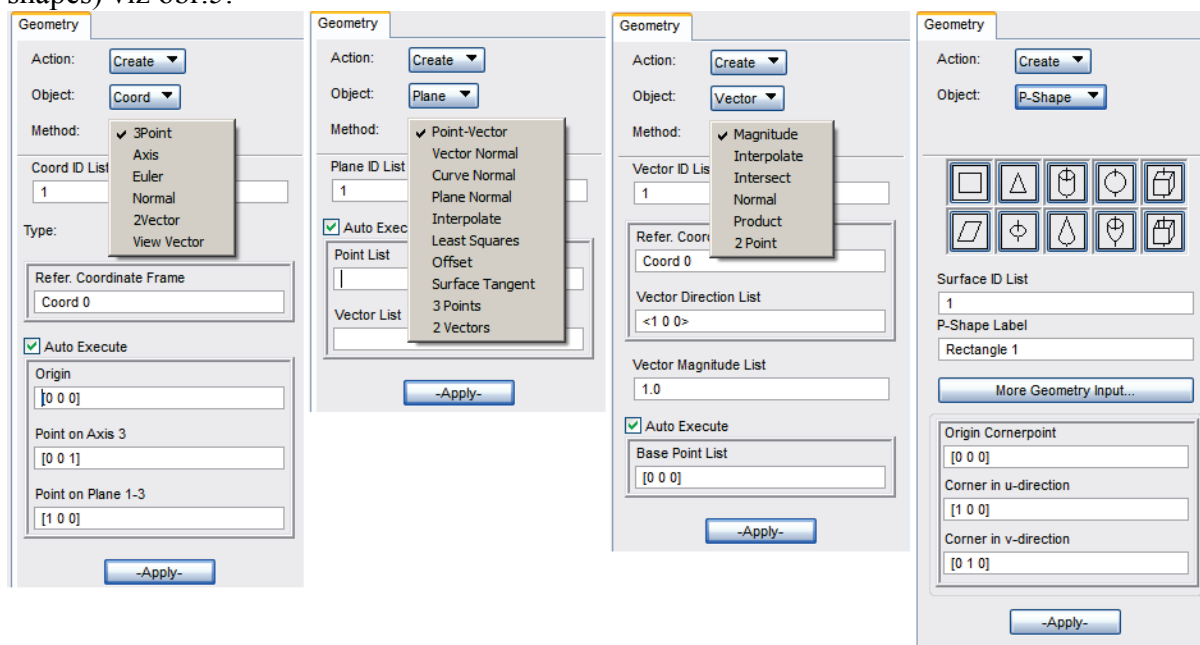 shapes) viz obr.5.
Geometry
Action: Create
Object: Coord
Method:
3Point
Axis
Euler
Normal
2Vector
View Vector
Coord ID List
1
Type:
Refer. Coordinate Frame
Coord 0
Auto Execute
Origin
[0 0 0]
Point on Axis 3
[0 0 1]
Point on Plane 1-3
[1 0 0]
-Apply-
Geometry
Action: Create
Object: Plane
Method:
Point-Vector
Vector Normal
Curve Normal
Plane Normal
Interpolate
Least Squares
Offset
Surface Tangent
3 Points
2 Vectors
Plane ID List
1
Auto Exec
Point List
Vector List
-Apply-
Geometry
Action: Create
Object: Vector
Method:
Magnitude
Interpolate
Intersect
Normal
Product
2 Point
Vector ID Lis
1
Refer. Coor
Coord 0
Vector Direction List
<1 0 0>
Vector Magnitude List
1.0
Auto Execute
Base Point List
[0 0 0]
-Apply-
Geometry
Action: Create
Object: P-Shape
Surface ID List
1
P-Shape Label
Rectangle 1
More Geometry Input...
Origin Cornerpoint
[0 0 0]
Corner in u-direction
[1 0 0]
Corner in v-direction
[0 1 0]
-Apply-